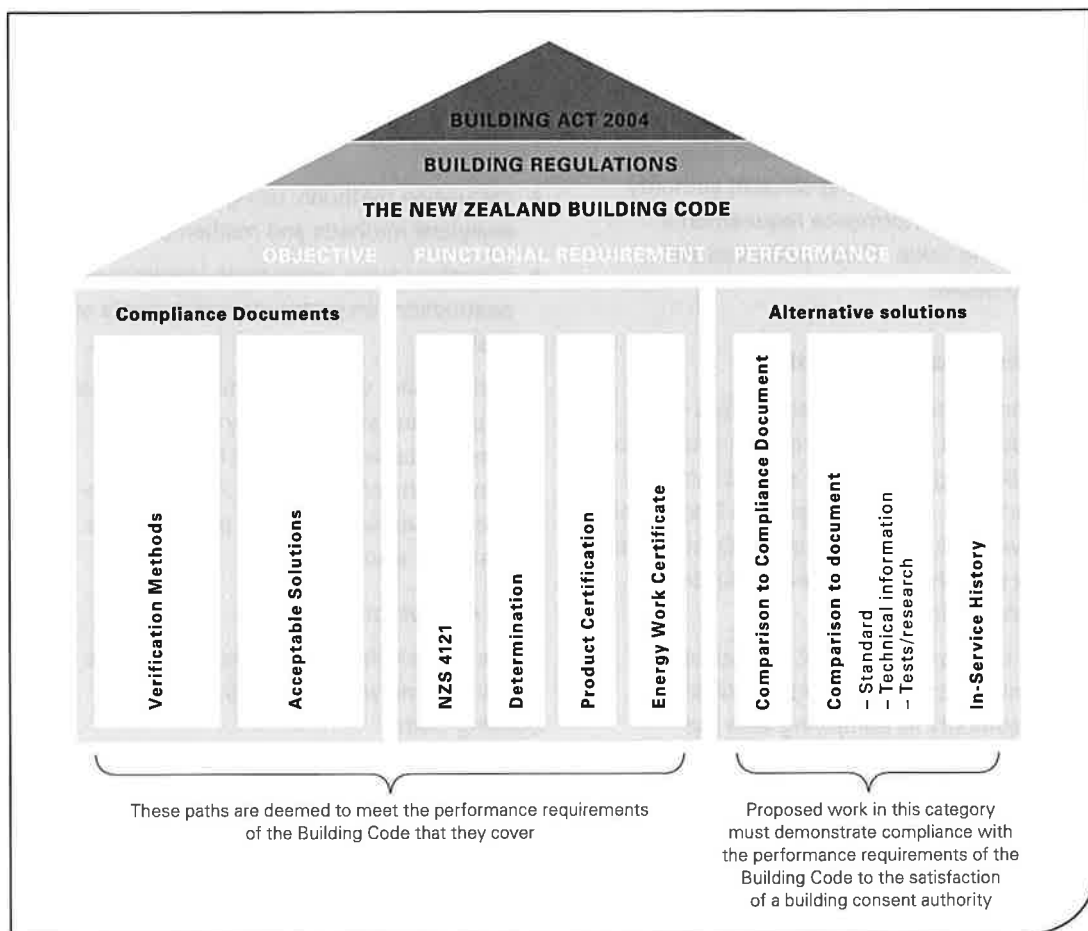 BUILDING ACT 2004
BUILDING REGULATIONS
THE NEW ZEALAND BUILDING CODE
OBJECTIVE FUNCTIONAL REQUIREMENT PERFORMANCE
Compliance Documents
Verification Methods
Acceptable Solutions
NZS 4121
Determination
Product Certification
Energy Work Certificate
Alternative solutions
Comparison to Compliance Document
Comparison to document
– Standard
– Technical information
– Tests/research
In-Service History
These paths are deemed to meet the performance requirements
of the Building Code that they cover
Proposed work in this category
must demonstrate compliance with
the performance requirements of the
Building Code to the satisfaction
of a building consent authority